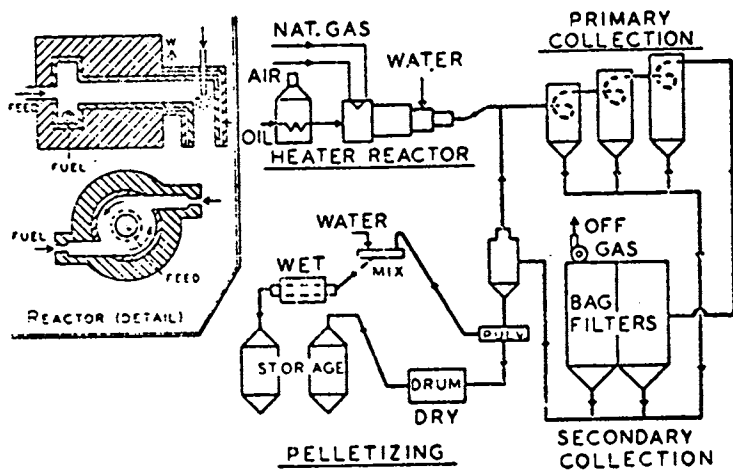 W
FEED
FUEL
FUEL
FEED
REACTOR (DETAIL)
NAT. GAS
AIR
WATER
OIL
HEATER REACTOR
PRIMARY
COLLECTION
WATER
MIX
WET
STORAGE
PULV.
DRUM
DRY
PELLETIZING
OFF
GAS
BAG
FILTERS
SECONDARY
COLLECTION